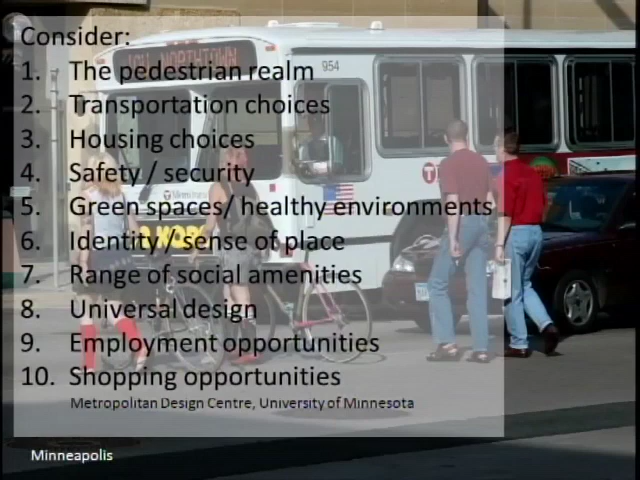 Consider:
1. The pedestrian realm
2. Transportation choices
3. Housing choices
4. Safety / security
5. Green spaces/ healthy environments
6. Identity / sense of place
7. Range of social amenities
8. Universal design
9. Employment opportunities
10. Shopping opportunities
Metropolitan Design Centre, University of Minnesota
954
Minneapolis